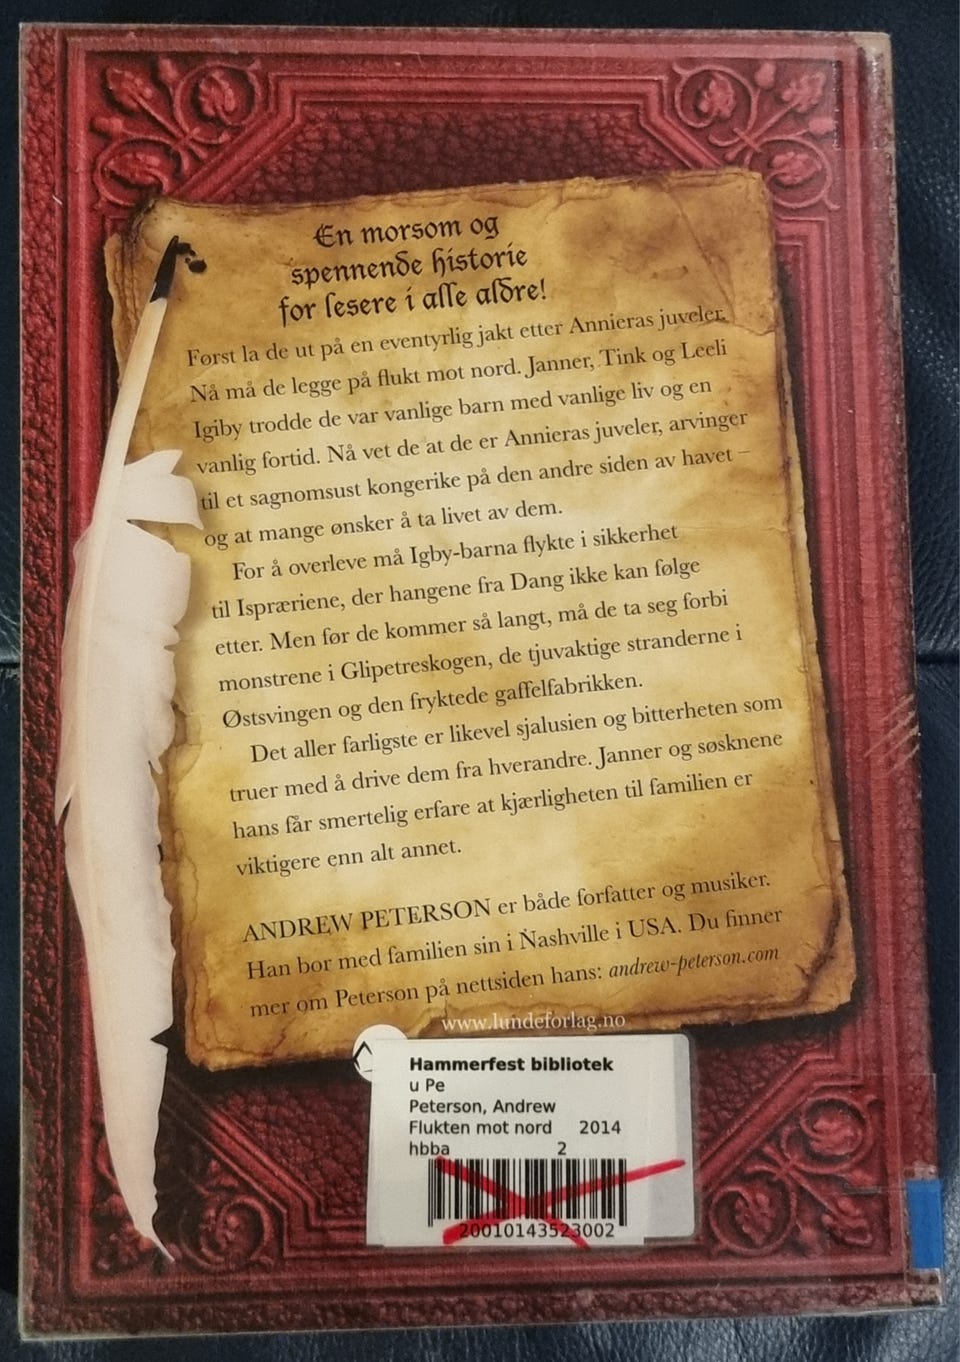 En morsom og
spennende historie
for lesere i alle aldre!
Først la de ut på en eventyrlig jakt etter Annieras juveler.
Nå må de legge på flukt mot nord. Janner, Tink og Leeli
Igiby trodde de var vanlige barn med vanlige liv og en
vanlig fortid. Nå vet de at de er Annieras juveler, arvinger
til et sagnomsust kongerike på den andre siden av havet –
og at mange ønsker å ta livet av dem.
For å overleve må Igby-barna flykte i sikkerhet
til Ispræriene, der hangene fra Dang ikke kan følge
etter. Men før de kommer så langt, må de ta seg forbi
monstrene i Glipetreskogen, de tjuvaktige stranderne i
Østsvingen og den fryktede gaffelfabrikken.
Det aller farligste er likevel sjalusien og bitterheten som
truer med å drive dem fra hverandre. Janner og søsknene
hans får smertelig erfare at kjærligheten til familien er
viktigere enn alt annet.
ANDREW PETERSON er både forfatter og musiker.
Han bor med familien sin i Nashville i USA. Du finner
mer om Peterson på nettsiden hans: andrew-peterson.com
www.lundeforlag.no
Hammerfest bibliotek
u Pe
Peterson, Andrew
Flukten mot nord 2014
hbba 2
20010143523002